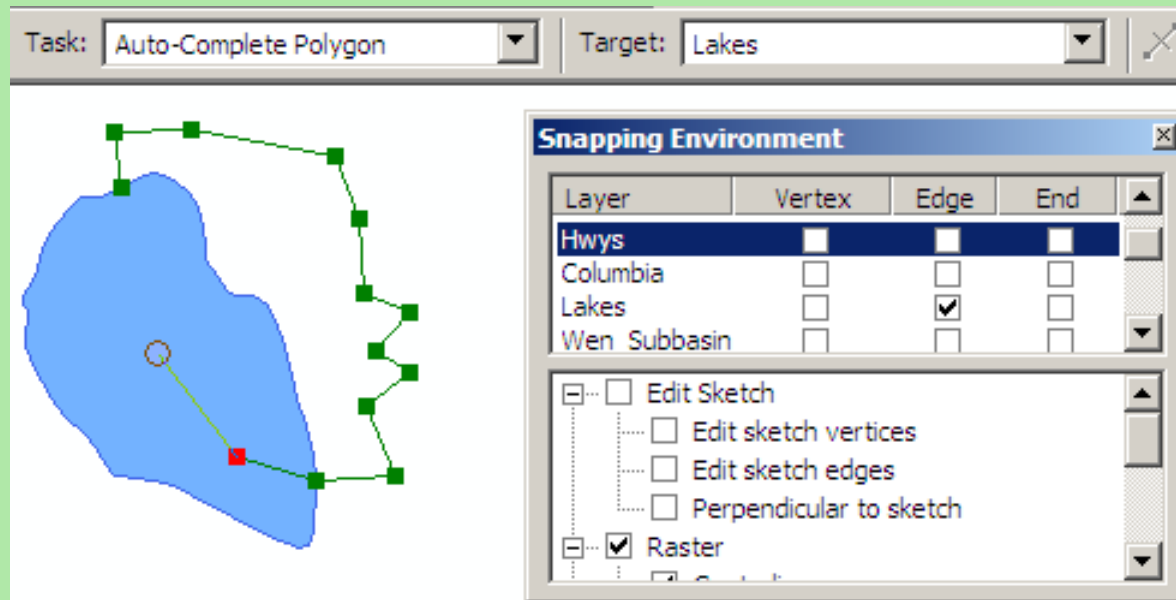 Task: Auto-Complete Polygon Target: Lakes
Snapping Environment
Layer Vertex Edge End
Hwys
Columbia
Lakes
Wen_Subbasin
Edit Sketch
Edit sketch vertices
Edit sketch edges
Perpendicular to sketch
Raster